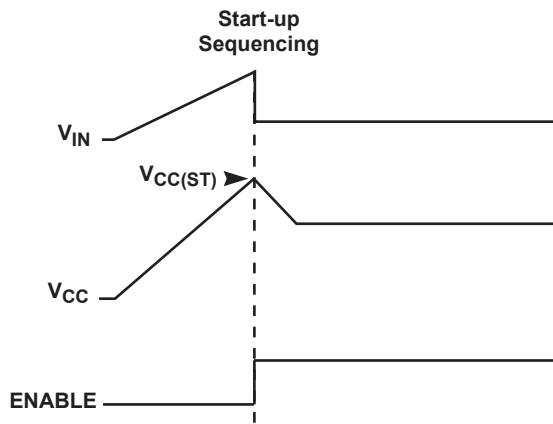 Start-up
Sequencing
VIN
VCC(ST)
VCC
ENABLE